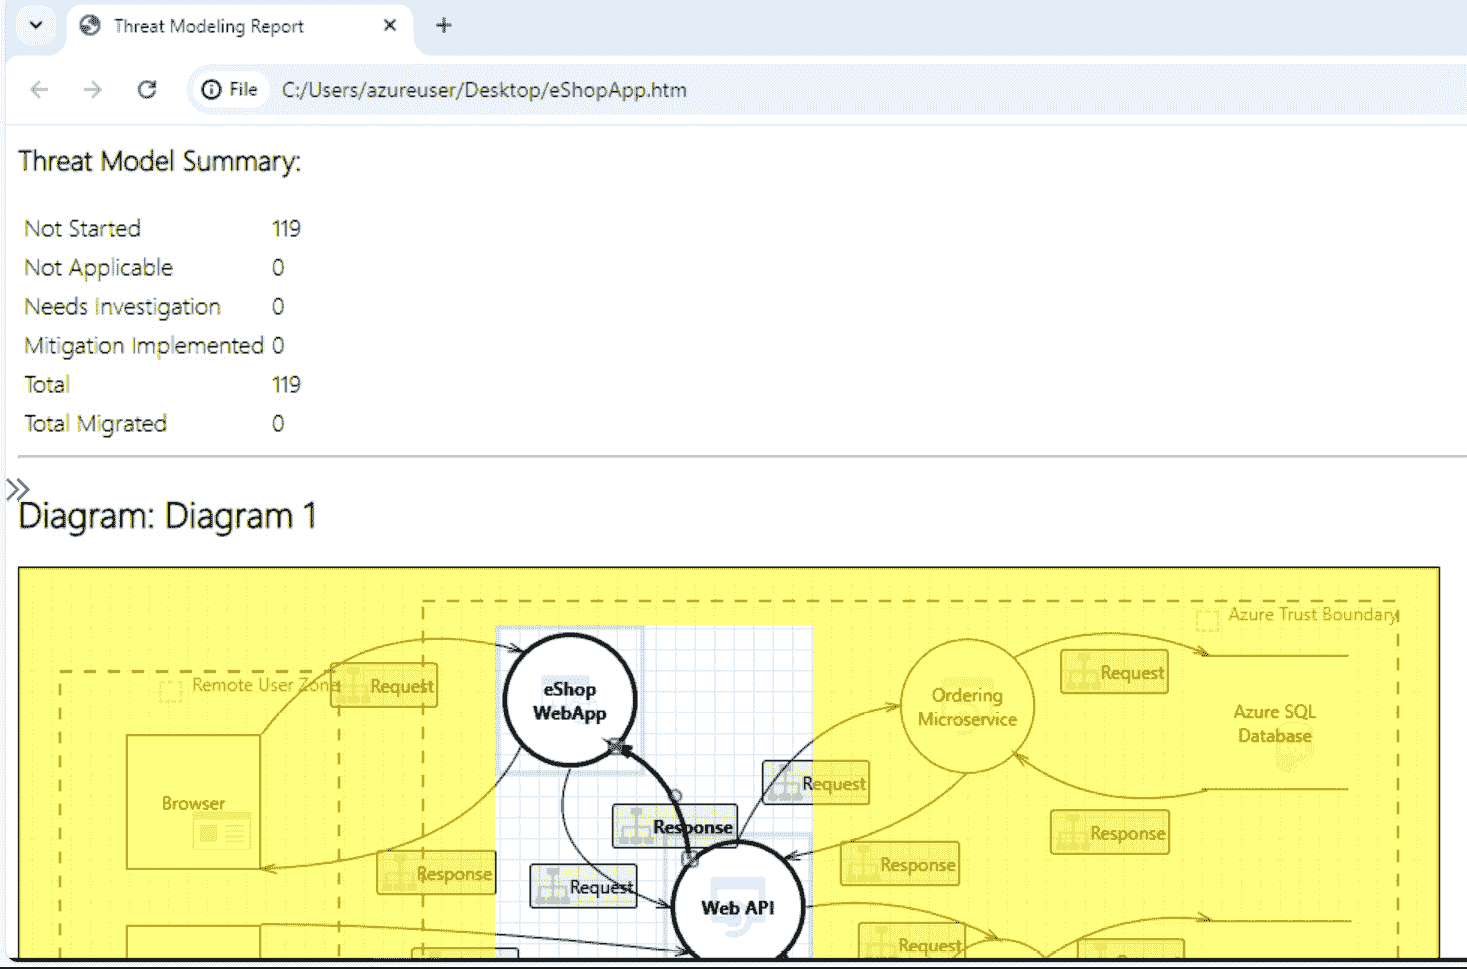 Threat Modeling Report
File C:/Users/azureuser/Desktop/eShopApp.htm
Threat Model Summary:
Not Started 119
Not Applicable 0
Needs Investigation 0
Mitigation Implemented 0
Total 119
Total Migrated 0
Diagram: Diagram 1
Azure Trust Boundary
Remote User Zone
Request
eShop
WebApp
Ordering
Microservice
Request
Azure SQL
Database
Browser
Request
Response
Response
Response
Response
Request
Web API
Request